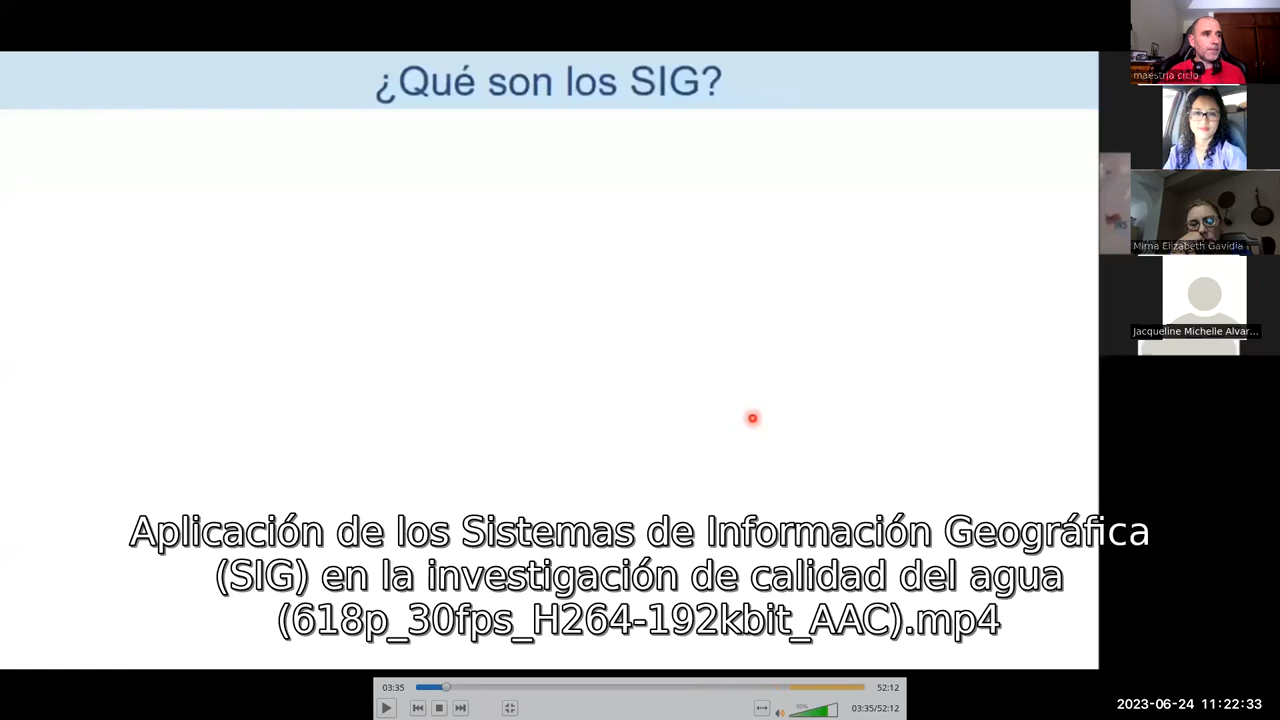 ¿Qué son los SIG?
maestria ciclo
Mirna Elizabeth Gavidia
Jacqueline Michelle Alvar...
Aplicación de los Sistemas de Información Geográfica
(SIG) en la investigación de calidad del agua
(618p_30fps_H264-192kbit_AAC).mp4
03:35
52:12
95%
03:35/52:12
2023-06-24 11:22:33